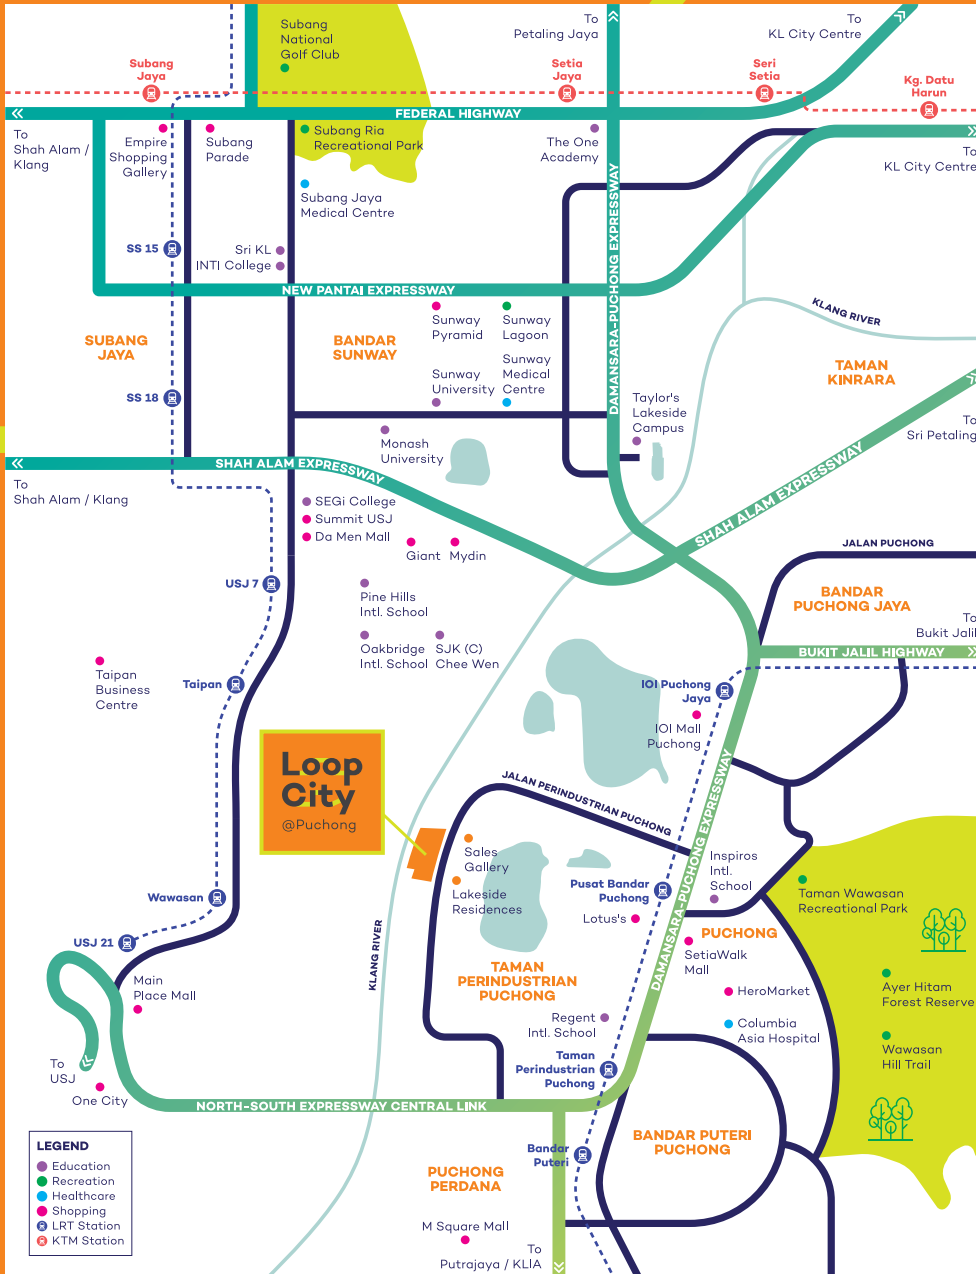 To
Petaling Jaya
To
KL City Centre
Subang
National
Golf Club
Subang
Jaya
Setia
Jaya
Seri
Setia
Kg. Datu
Harun
FEDERAL HIGHWAY
To
Shah Alam /
Klang
Empire
Shopping
Gallery
Subang
Parade
Subang Ria
Recreational Park
The One
Academy
To
KL City Centre
Subang Jaya
Medical Centre
SS 15
Sri KL
INTI College
DAMANSARA-PUCHONG EXPRESSWAY
NEW PANTAI EXPRESSWAY
KLANG RIVER
SUBANG
JAYA
BANDAR
SUNWAY
Sunway
Pyramid
Sunway
Lagoon
Sunway
University
Sunway
Medical
Centre
TAMAN
KINRARA
SS 18
Taylor's
Lakeside
Campus
Monash
University
To
Sri Petaling
SHAH ALAM EXPRESSWAY
SHAH ALAM EXPRESSWAY
To
Shah Alam / Klang
SEGi College
Summit USJ
Da Men Mall
Giant
Mydin
JALAN PUCHONG
USJ 7
Pine Hills
Intl. School
BANDAR
PUCHONG JAYA
To
Bukit Jalil
Oakbridge
Intl. School
SJK (C)
Chee Wen
BUKIT JALIL HIGHWAY
Taipan
Business
Centre
Taipan
IOI Puchong
Jaya
IOI Mall
Puchong
Loop
City
@Puchong
JALAN PERINDUSTRIAN PUCHONG
DAMANSARA-PUCHONG EXPRESSWAY
Sales
Gallery
Lakeside
Residences
Inspiros
Intl.
School
Pusat Bandar
Puchong
Lotus's
Taman Wawasan
Recreational Park
Wawasan
USJ 21
KLANG RIVER
PUCHONG
SetiaWalk
Mall
TAMAN
PERINDUSTRIAN
PUCHONG
Main
Place Mall
HeroMarket
Ayer Hitam
Forest Reserve
Regent
Intl. School
Columbia
Asia Hospital
Wawasan
Hill Trail
To
USJ
Taman
Perindustrian
Puchong
One City
NORTH-SOUTH EXPRESSWAY CENTRAL LINK
Bandar
Puteri
BANDAR PUTERI
PUCHONG
PUCHONG
PERDANA
LEGEND
Education
Recreation
Healthcare
Shopping
LRT Station
KTM Station
M Square Mall
To
Putrajaya / KLIA